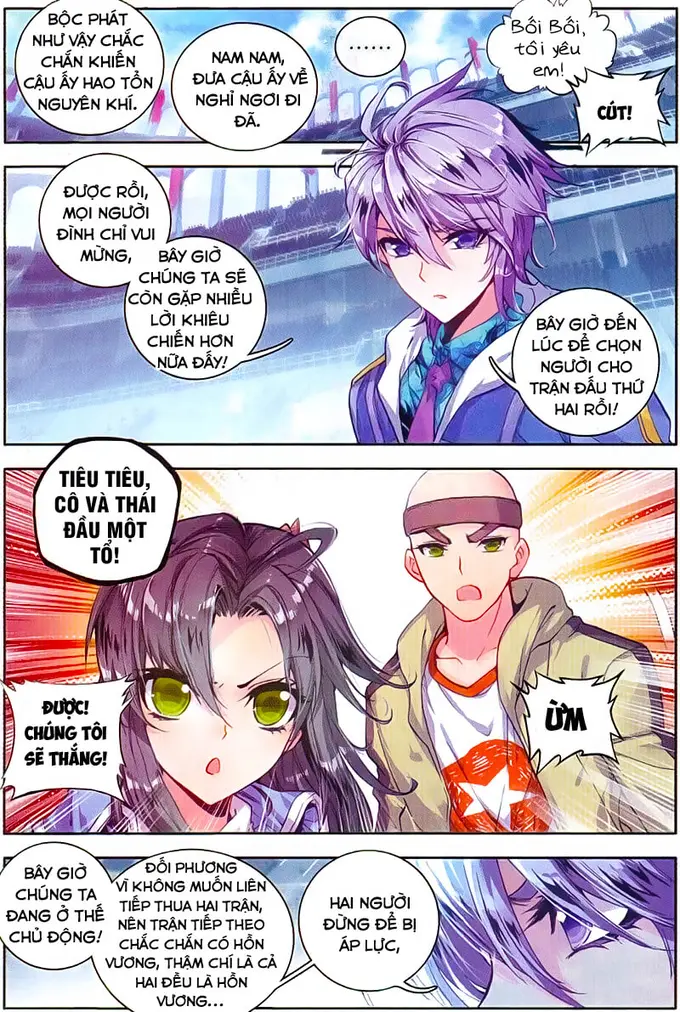 BỘC PHÁT
NHƯ VẬY CHẮC
CHẮN KHIẾN
CẬU ẤY HAO TỔN
NGUYÊN KHÍ.
NAM NAM,
ĐƯA CẬU ẤY VỀ
NGHỈ NGƠI ĐI
ĐÃ.
......
Bối Bối,
tôi yêu
em!
CÚT!
ĐƯỢC RỒI,
MỌI NGƯỜI
ĐÌNH CHỈ VUI
MỪNG,
BÂY GIỜ
CHÚNG TA SẼ
CÒN GẶP NHIỀU
LỜI KHIÊU
CHIẾN HƠN
NỮA ĐẤY!
BÂY GIỜ ĐẾN
LÚC ĐỂ CHỌN
NGƯỜI CHO
TRẬN ĐẤU THỨ
HAI RỒI!
TIÊU TIÊU,
CÔ VÀ THÁI
ĐẦU MỘT
TỔ!
ĐƯỢC!
CHÚNG TÔI
SẼ THẮNG!
ỪM
BÂY GIỜ
CHÚNG TA
ĐANG Ở THẾ
CHỦ ĐỘNG!
ĐỐI PHƯƠNG
VÌ KHÔNG MUỐN LIÊN
TIẾP THUA HAI TRẬN,
NÊN TRẬN TIẾP THEO
CHẮC CHẮN CÓ HỒN
VƯƠNG, THẬM CHÍ LÀ CẢ
HAI ĐỀU LÀ HỒN
VƯƠNG...
HAI NGƯỜI
ĐỪNG ĐỂ BỊ
ÁP LỰC,